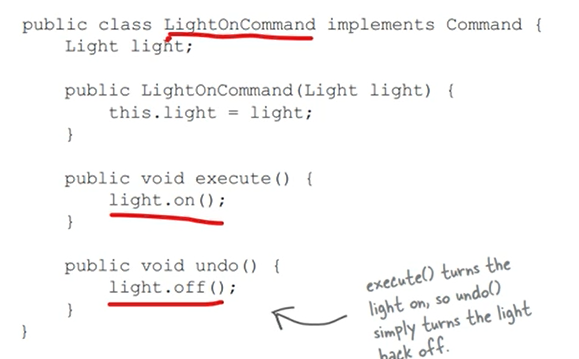 public class LightOnCommand implements Command {
    Light light;
    public LightOnCommand(Light light) {
        this.light = light;
    }
    public void execute() {
        light.on();
    }
    public void undo() {
        light.off();
    }
}
execute() turns the
light on, so undo()
simply turns the light
back off.